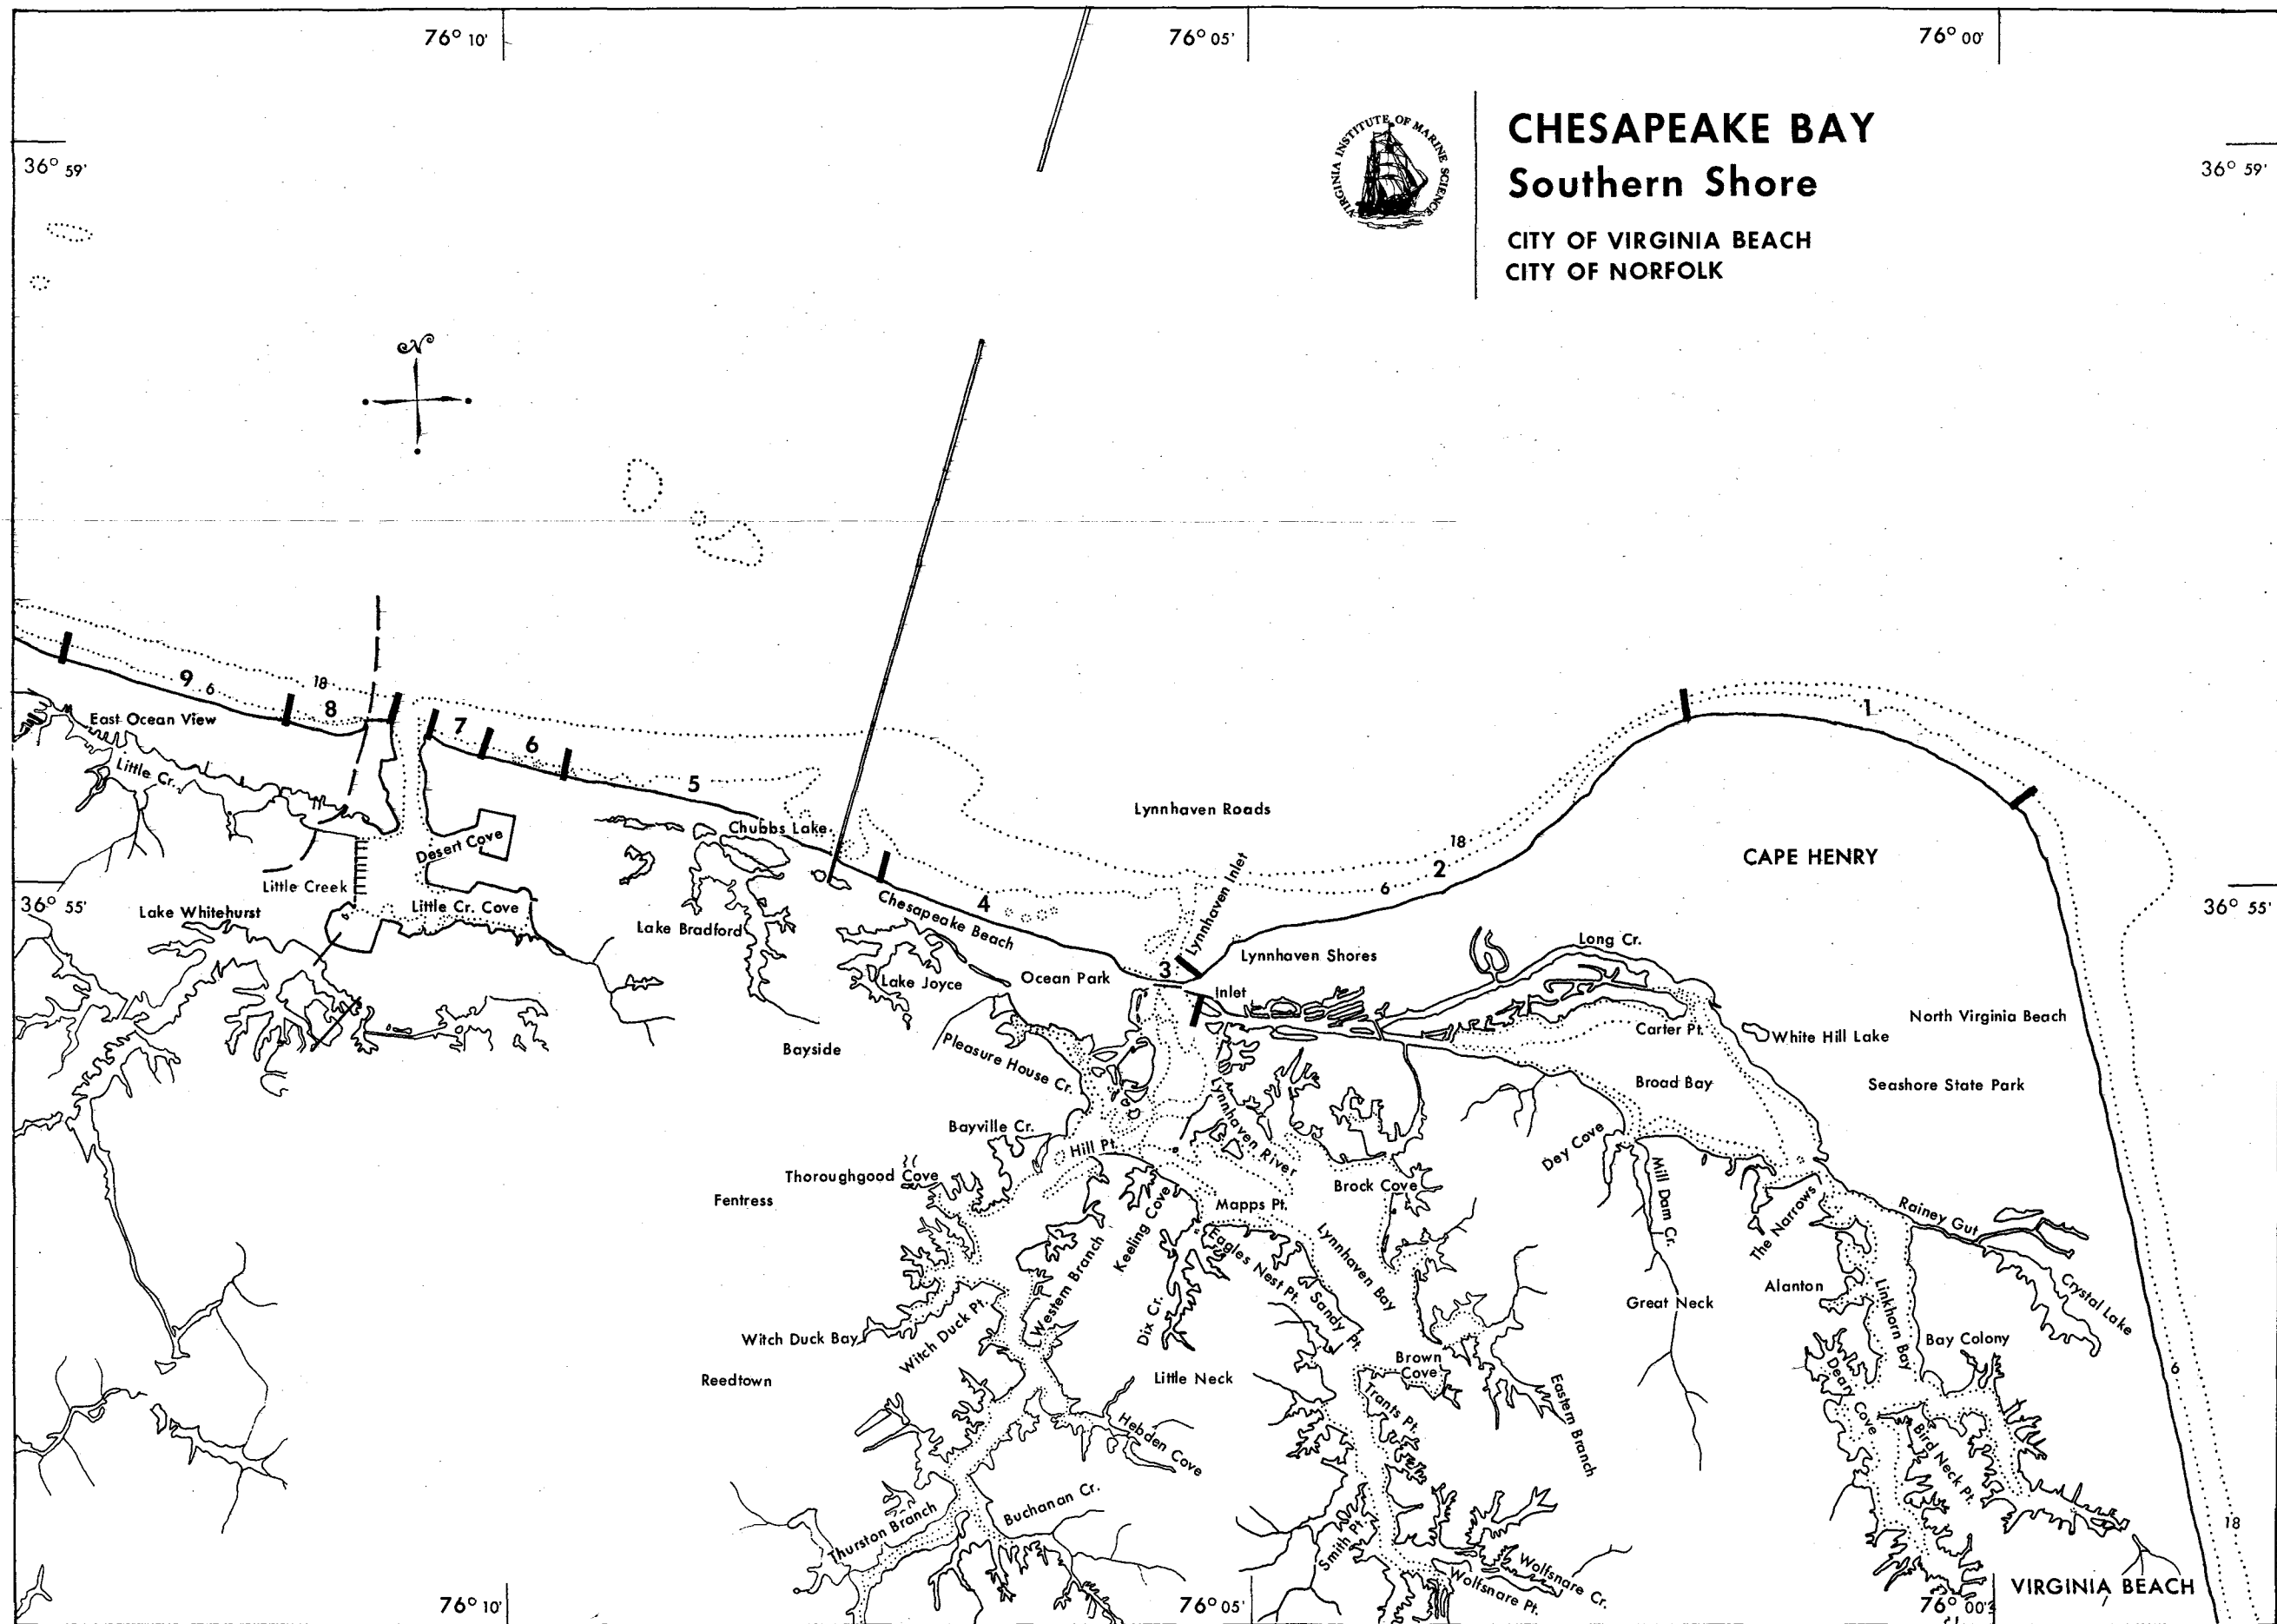 76° 10'
76° 05'
76° 00'
VIRGINIA INSTITUTE OF MARINE SCIENCE
CHESAPEAKE BAY
Southern Shore
CITY OF VIRGINIA BEACH
CITY OF NORFOLK
36° 59'
36° 59'
N
9
6
18
8
7
6
5
1
East Ocean View
Little Cr.
Lynnhaven Roads
Chubbs Lake
Desert Cove
18
2
6
CAPE HENRY
Little Creek
Little Cr. Cove
Lake Whitehurst
36° 55'
36° 55'
4
Chesapeake Beach
Lynnhaven Inlet
Lake Bradford
Long Cr.
Lynnhaven Shores
3
Ocean Park
Lake Joyce
Inlet
North Virginia Beach
Carter Pt.
White Hill Lake
Bayside
Pleasure House Cr.
Broad Bay
Seashore State Park
Bayville Cr.
Lynnhaven River
Hill Pt.
Dey Cove
Mill Dam Cr.
Thoroughgood Cove
Brock Cove
Fentress
Mapps Pt.
Keeling Cove
The Narrows
Rainey Gut
Eagles Nest Pt.
Lynnhaven Bay
Western Branch
Alanton
Linkhorn Bay
Crystal Lake
Great Neck
Dix Cr.
Sandy Pt.
Witch Duck Bay
Witch Duck Pt.
Bay Colony
Brown
Cove
6
Reedtown
Little Neck
Deary Cove
Trants Pt.
Eastern Branch
Hebden Cove
Bird Neck Pt.
Buchanan Cr.
Thurston Branch
Smith Pt.
18
Wolfsnare Cr.
Wolfsnare Pt.
VIRGINIA BEACH
76° 10'
76° 05'
76° 00'